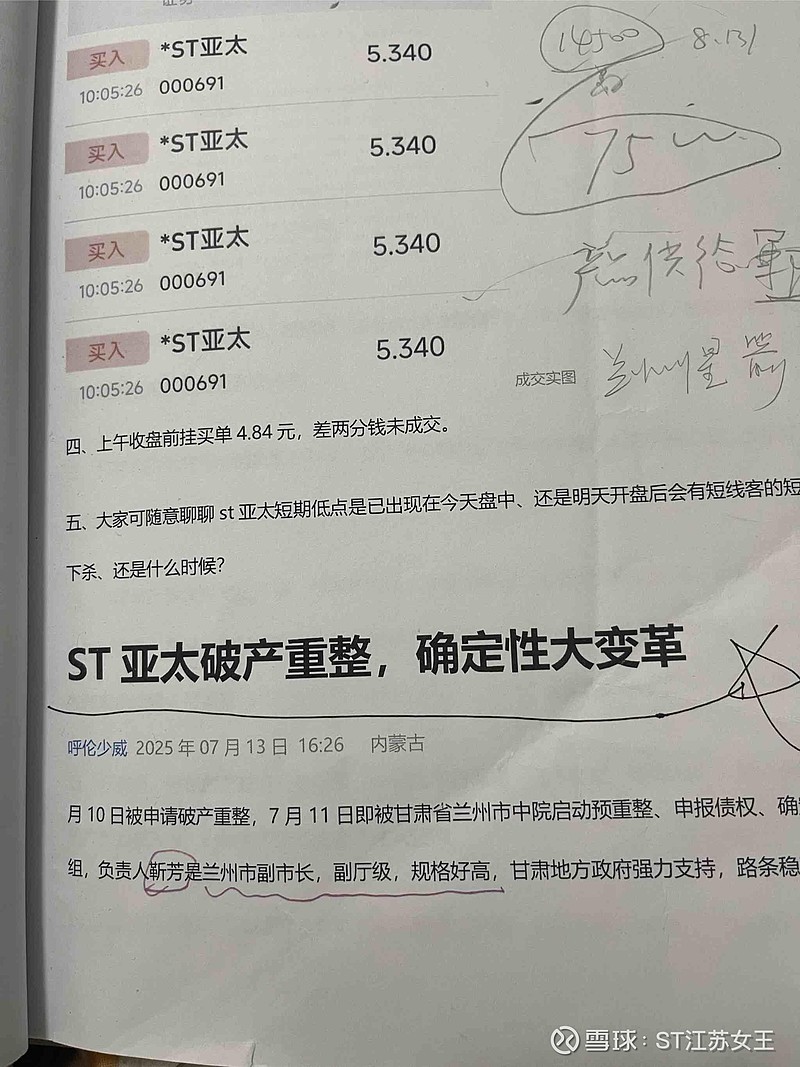 证券
买入 *ST亚太 5.340
10:05:26 000691
买入 *ST亚太 5.340
10:05:26 000691
买入 *ST亚太 5.340
10:05:26 000691
买入 *ST亚太 5.340
10:05:26 000691
14500 8.131
75
成交实图
四、上午收盘前挂买单 4.84 元，差两分钱未成交。
五、大家可随意聊聊 st 亚太短期低点是已出现在今天盘中、还是明天开盘后会有短线客的短
下杀、还是什么时候？
ST 亚太破产重整，确定性大变革
呼伦少威 2025 年 07 月 13 日 16:26 内蒙古
月 10 日被申请破产重整，7 月 11 日即被甘肃省兰州市中院启动预重整、申报债权、确定
组，负责人靳芳是兰州市副市长，副厅级，规格好高，甘肃地方政府强力支持，路条稳
雪球：ST江苏女王